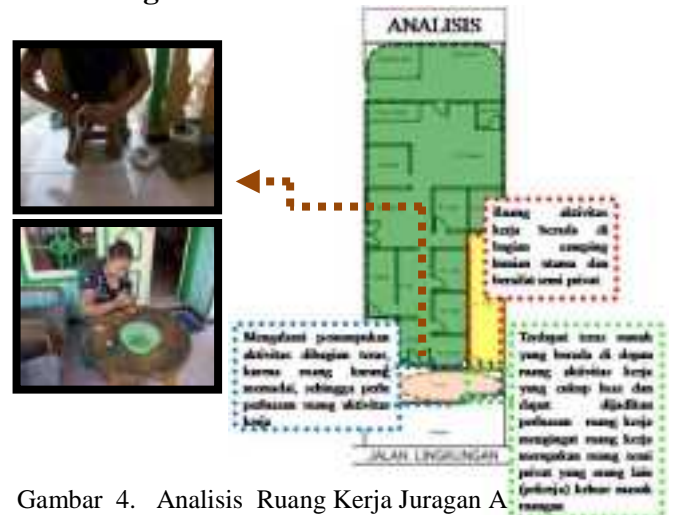 ANALISIS
Ruang aktivitas
kerja berada di
bagian samping
hunian utama dan
bersifat semi privat
Mengalami penumpukan
aktivitas dibagian teras,
karena ruang kurang
memadai, sehingga perlu
perluasan ruang aktivitas
kerja
Terdapat teras rumah
yang berada di depan
ruang aktivitas kerja
yang cukup luas dan
dapat dijadikan
perluasan ruang kerja
mengingat ruang kerja
merupakan ruang semi
privat yang orang lain
(pekerja) keluar masuk
ruangan
JALAN LINGKUNGAN
Gambar 4. Analisis Ruang Kerja Juragan A